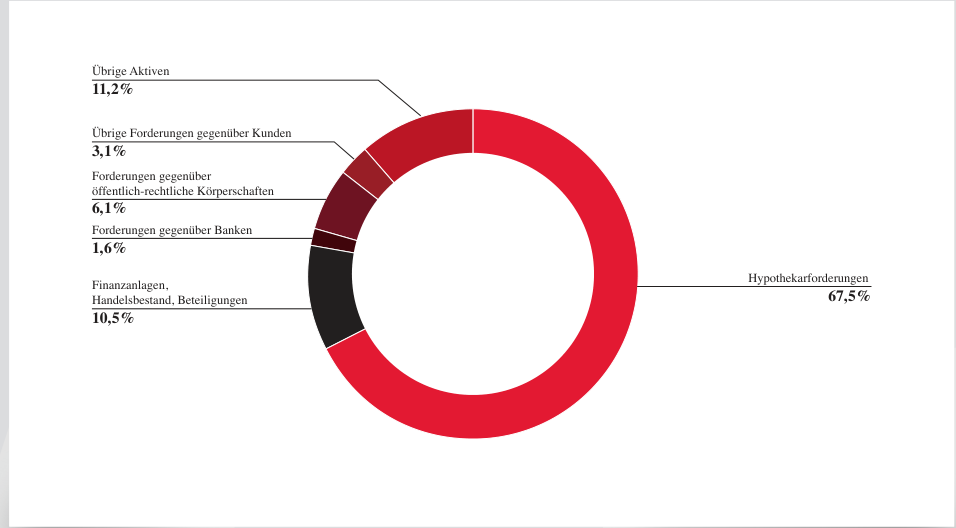 Übrige Aktiven
11,2%
Übrige Forderungen gegenüber Kunden
3,1%
Forderungen gegenüber
öffentlich-rechtliche Körperschaften
6,1%
Forderungen gegenüber Banken
1,6%
Finanzanlagen,
Handelsbestand, Beteiligungen
10,5%
Hypothekarforderungen
67,5%